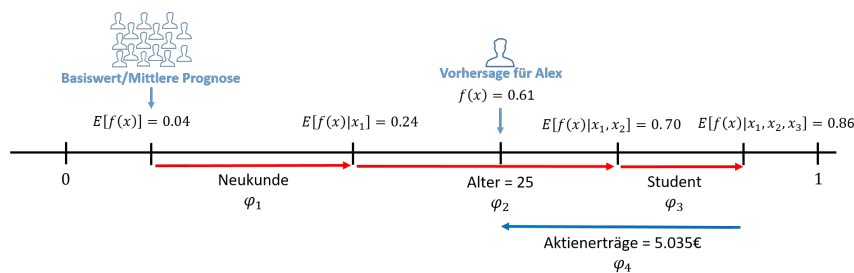 Basiswert/Mittlere Prognose
Vorhersage für Alex
f(x) = 0.61
E[f(x)] = 0.04
E[f(x)|x₁] = 0.24
E[f(x)|x₁, x₂] = 0.70
E[f(x)|x₁, x₂, x₃] = 0.86
0
Neukunde
Alter = 25
Student
1
φ₁
φ₂
φ₃
Aktienerträge = 5.035€
φ₄